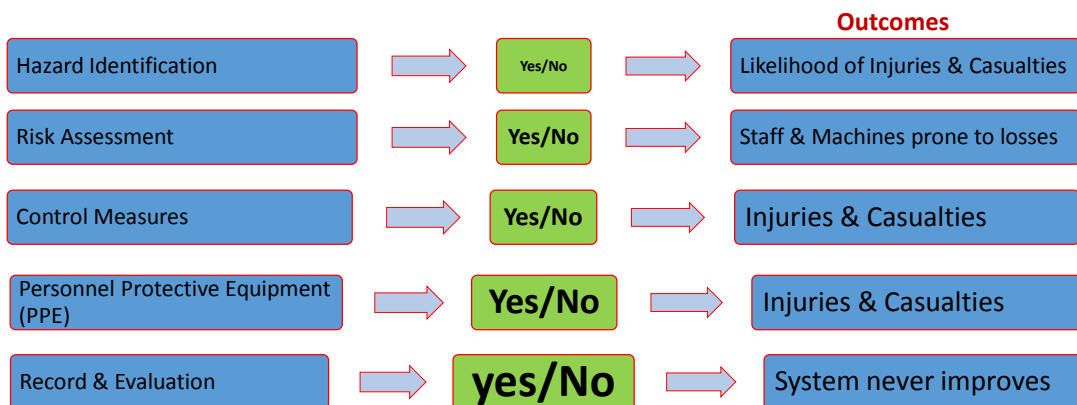 Outcomes
Hazard Identification
Yes/No
Likelihood of Injuries & Casualties
Risk Assessment
Yes/No
Staff & Machines prone to losses
Control Measures
Yes/No
Injuries & Casualties
Personnel Protective Equipment
(PPE)
Yes/No
Injuries & Casualties
Record & Evaluation
yes/No
System never improves